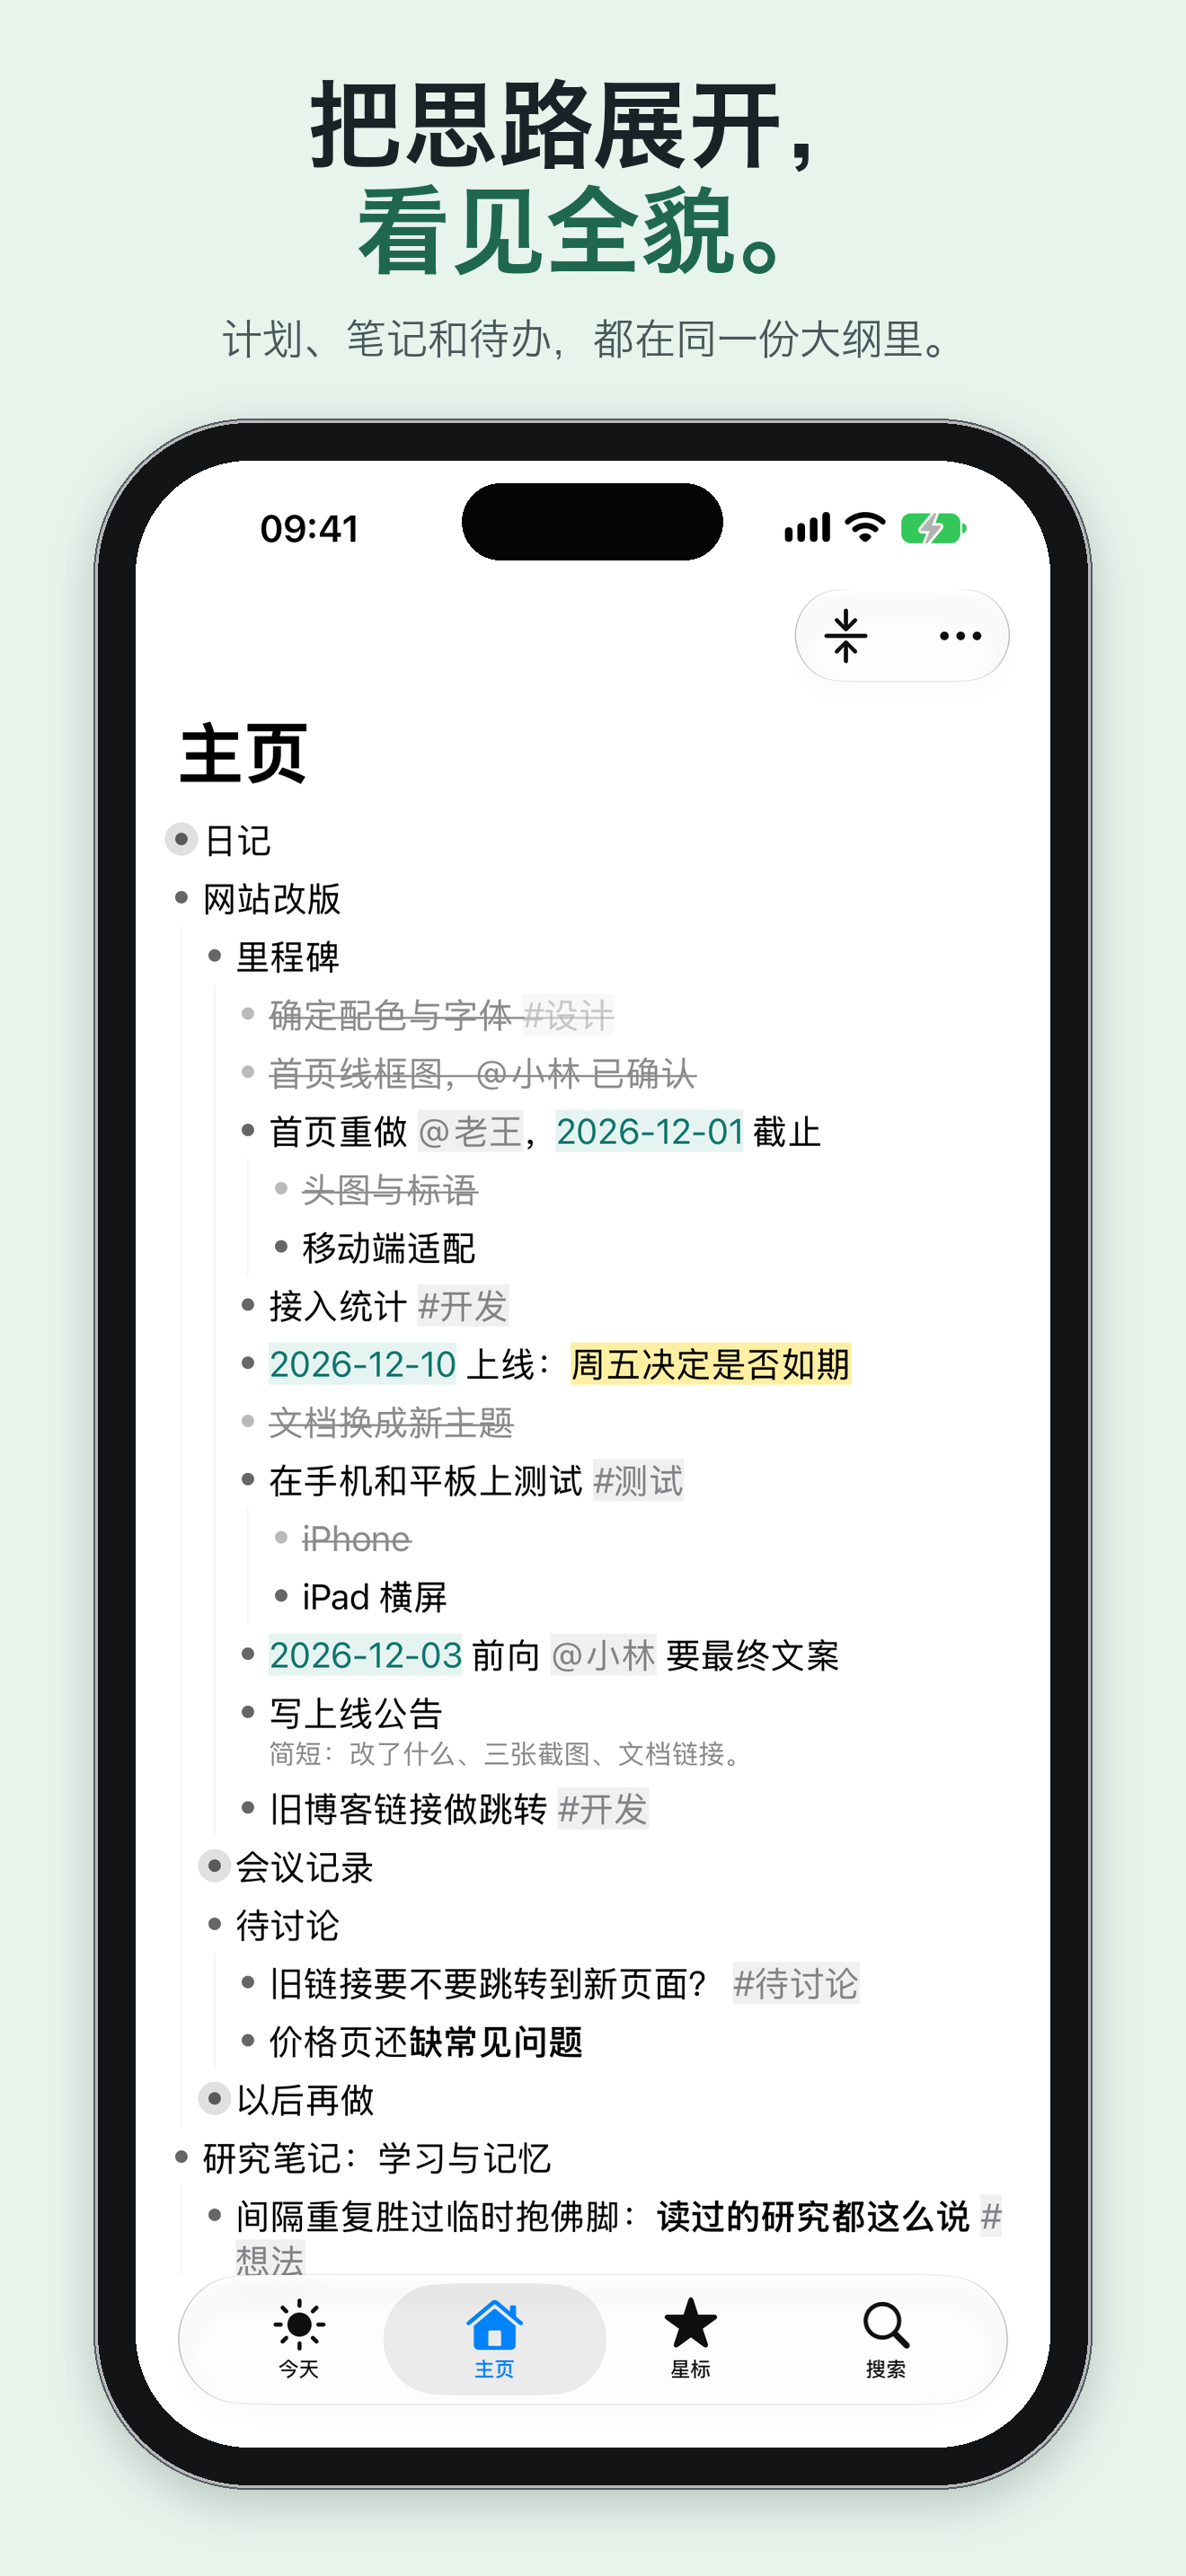 把思路展开，
看见全貌。
计划、笔记和待办，都在同一份大纲里。
09:41
主页
日记
网站改版
里程碑
确定配色与字体 #设计
首页线框图，@小林 已确认
首页重做 @老王，2026-12-01 截止
头图与标语
移动端适配
接入统计 #开发
2026-12-10 上线：周五决定是否如期
文档换成新主题
在手机和平板上测试 #测试
iPhone
iPad 横屏
2026-12-03 前向 @小林 要最终文案
写上线公告
简短：改了什么、三张截图、文档链接。
旧博客链接做跳转 #开发
会议记录
待讨论
旧链接要不要跳转到新页面？ #待讨论
价格页还缺常见问题
以后再做
研究笔记：学习与记忆
间隔重复胜过临时抱佛脚：读过的研究都这么说 #
想法
今天 主页 星标 搜索